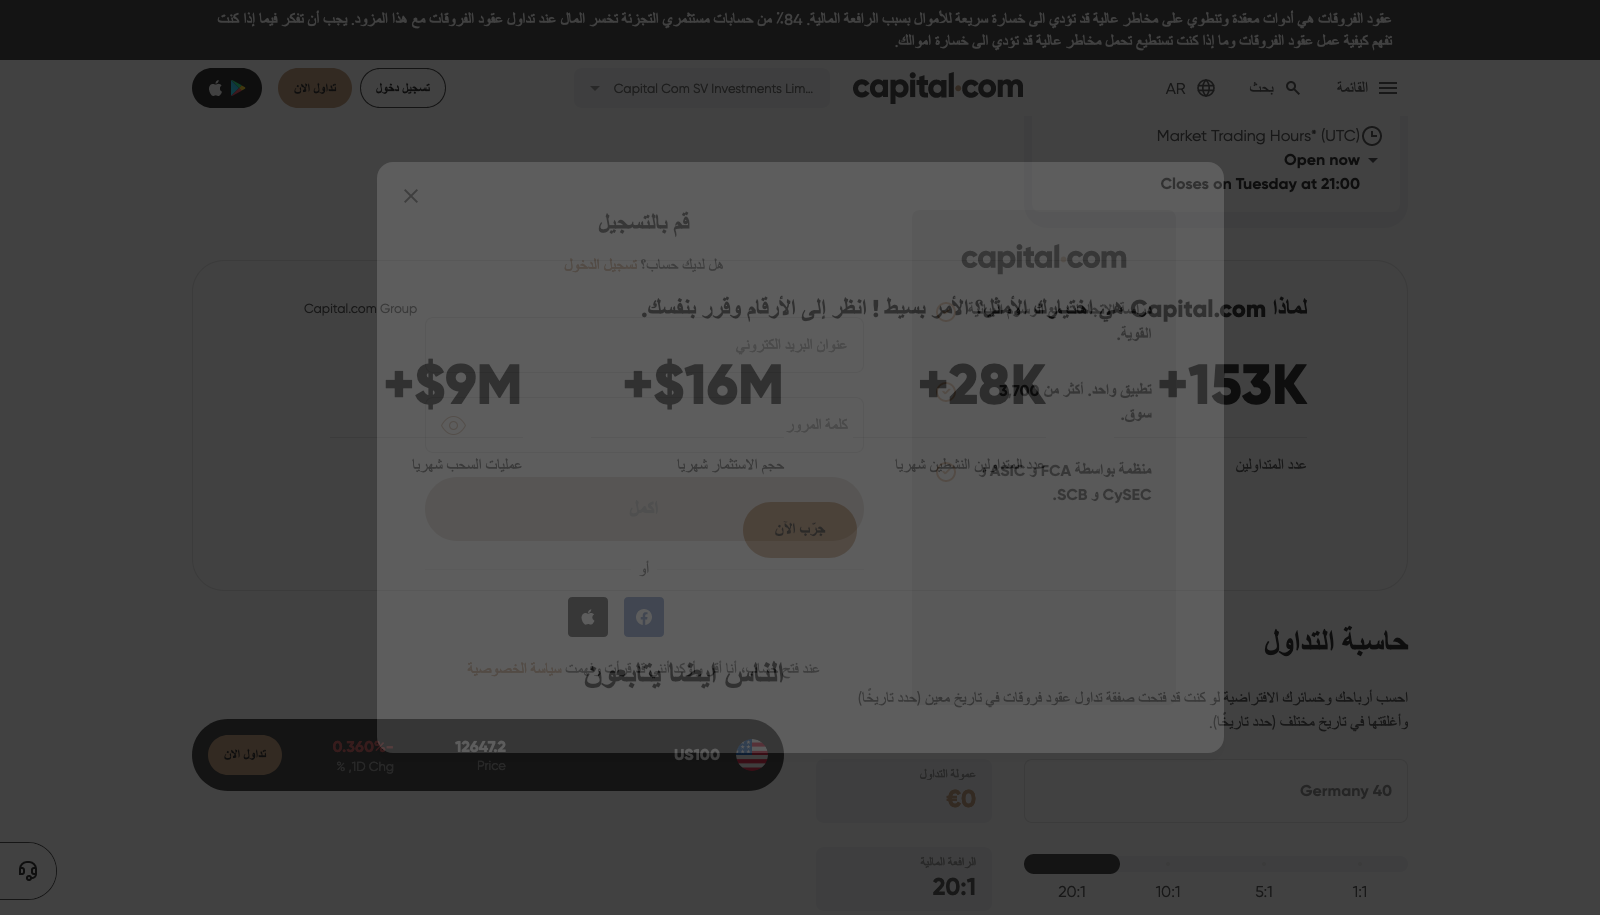 عقود الفروقات هي أدوات معقدة وتنطوي على مخاطر عالية قد تؤدي الى خسارة سريعة للأموال بسبب الرافعة المالية. 84٪ من حسابات مستثمري التجزئة تخسر المال عند تداول عقود الفروقات مع هذا المزود. يجب أن تفكر فيما إذا كنت
تفهم كيفية عمل عقود الفروقات وما إذا كنت تستطيع تحمل مخاطر عالية قد تؤدي الى خسارة اموالك.
القائمة
بحث
AR
capital.com
Capital Com SV Investments Lim...
تسجيل دخول
تداول الآن
Market Trading Hours* (UTC)
Open now
Closes on Tuesday at 21:00
قم بالتسجيل
هل لديك حساب؟ تسجيل الدخول
capital.com
لماذا Capital.com هي اختيارك الأمثل؟ الأمر بسيط ! انظر إلى الأرقام وقرر بنفسك.
Capital.com Group
القوية.
عنوان البريد الكتروني
+153K
+28K
+$16M
+$9M
تطبيق واحد. أكثر من 3,700
سوق.
كلمة المرور
عدد المتداولين
عدد المتداولين النشطين شهريا
حجم الاستثمار شهريا
عمليات السحب شهريا
منظمة بواسطة FCA و ASIC و
CySEC و SCB.
اكمل
جرّب الآن
أو
حاسبة التداول
عند فتح
سياسة الخصوصية
الناس أيضا يتابعون
احسب أرباحك وخسائرك الافتراضية لو كنت قد فتحت صفقة تداول عقود فروقات في تاريخ معين (حدد تاريخًا)
وأغلقتها في تاريخ مختلف (حدد تاريخًا).
US100
12647.2
Price
-0.360%
% ,1D Chg
تداول الآن
Germany 40
عمولة التداول
€0
الرافعة المالية
20:1
20:1
10:1
5:1
1:1